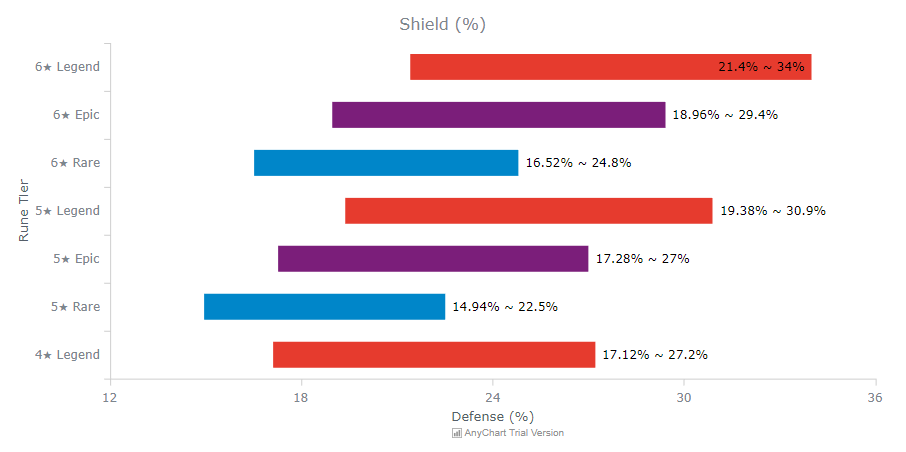 Shield (%)
6★ Legend
21.4% ~ 34%
6★ Epic
18.96% ~ 29.4%
6★ Rare
16.52% ~ 24.8%
5★ Legend
19.38% ~ 30.9%
5★ Epic
17.28% ~ 27%
5★ Rare
14.94% ~ 22.5%
4★ Legend
17.12% ~ 27.2%
Rune Tier
12 18 24 30 36
Defense (%)
AnyChart Trial Version